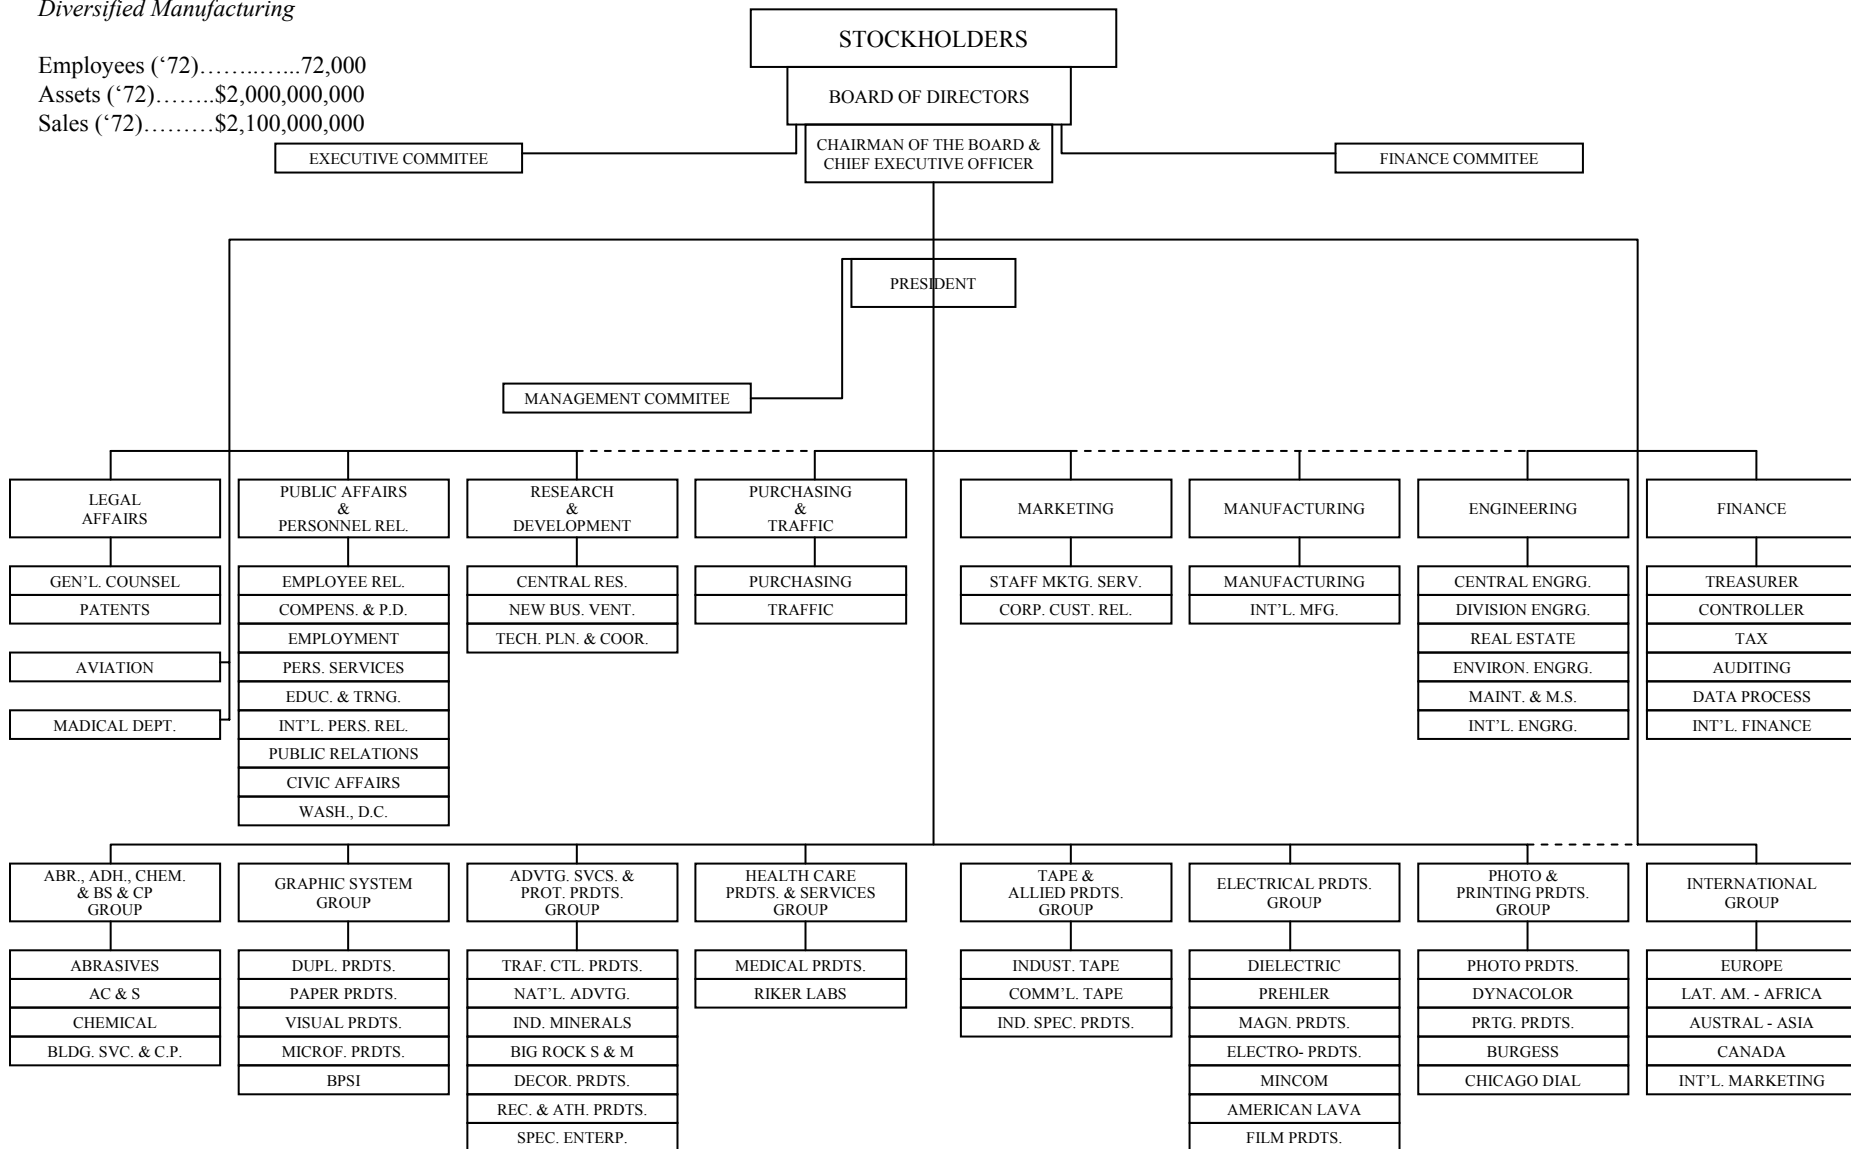 Diversified Manufacturing
Employees (‘72)……..…...72,000
Assets (‘72)……..$2,000,000,000
Sales (‘72)………$2,100,000,000
STOCKHOLDERS
BOARD OF DIRECTORS
CHAIRMAN OF THE BOARD &
CHIEF EXECUTIVE OFFICER
EXECUTIVE COMMITEE
FINANCE COMMITEE
PRESIDENT
MANAGEMENT COMMITEE
LEGAL
AFFAIRS
GEN’L. COUNSEL
PATENTS
AVIATION
MADICAL DEPT.
PUBLIC AFFAIRS
&
PERSONNEL REL.
EMPLOYEE REL.
COMPENS. & P.D.
EMPLOYMENT
PERS. SERVICES
EDUC. & TRNG.
INT’L. PERS. REL.
PUBLIC RELATIONS
CIVIC AFFAIRS
WASH., D.C.
RESEARCH
&
DEVELOPMENT
CENTRAL RES.
NEW BUS. VENT.
TECH. PLN. & COOR.
PURCHASING
&
TRAFFIC
PURCHASING
TRAFFIC
MARKETING
STAFF MKTG. SERV.
CORP. CUST. REL.
MANUFACTURING
MANUFACTURING
INT’L. MFG.
ENGINEERING
CENTRAL ENGRG.
DIVISION ENGRG.
REAL ESTATE
ENVIRON. ENGRG.
MAINT. & M.S.
INT’L. ENGRG.
FINANCE
TREASURER
CONTROLLER
TAX
AUDITING
DATA PROCESS
INT’L. FINANCE
ABR., ADH., CHEM.
& BS & CP
GROUP
ABRASIVES
AC & S
CHEMICAL
BLDG. SVC. & C.P.
GRAPHIC SYSTEM
GROUP
DUPL. PRDTS.
PAPER PRDTS.
VISUAL PRDTS.
MICROF. PRDTS.
BPSI
ADVTG. SVCS. &
PROT. PRDTS.
GROUP
TRAF. CTL. PRDTS.
NAT’L. ADVTG.
IND. MINERALS
BIG ROCK S & M
DECOR. PRDTS.
REC. & ATH. PRDTS.
SPEC. ENTERP.
HEALTH CARE
PRDTS. & SERVICES
GROUP
MEDICAL PRDTS.
RIKER LABS
TAPE &
ALLIED PRDTS.
GROUP
INDUST. TAPE
COMM’L. TAPE
IND. SPEC. PRDTS.
ELECTRICAL PRDTS.
GROUP
DIELECTRIC
PREHLER
MAGN. PRDTS.
ELECTRO- PRDTS.
MINCOM
AMERICAN LAVA
FILM PRDTS.
PHOTO &
PRINTING PRDTS.
GROUP
PHOTO PRDTS.
DYNACOLOR
PRTG. PRDTS.
BURGESS
CHICAGO DIAL
INTERNATIONAL
GROUP
EUROPE
LAT. AM. - AFRICA
AUSTRAL - ASIA
CANADA
INT’L. MARKETING